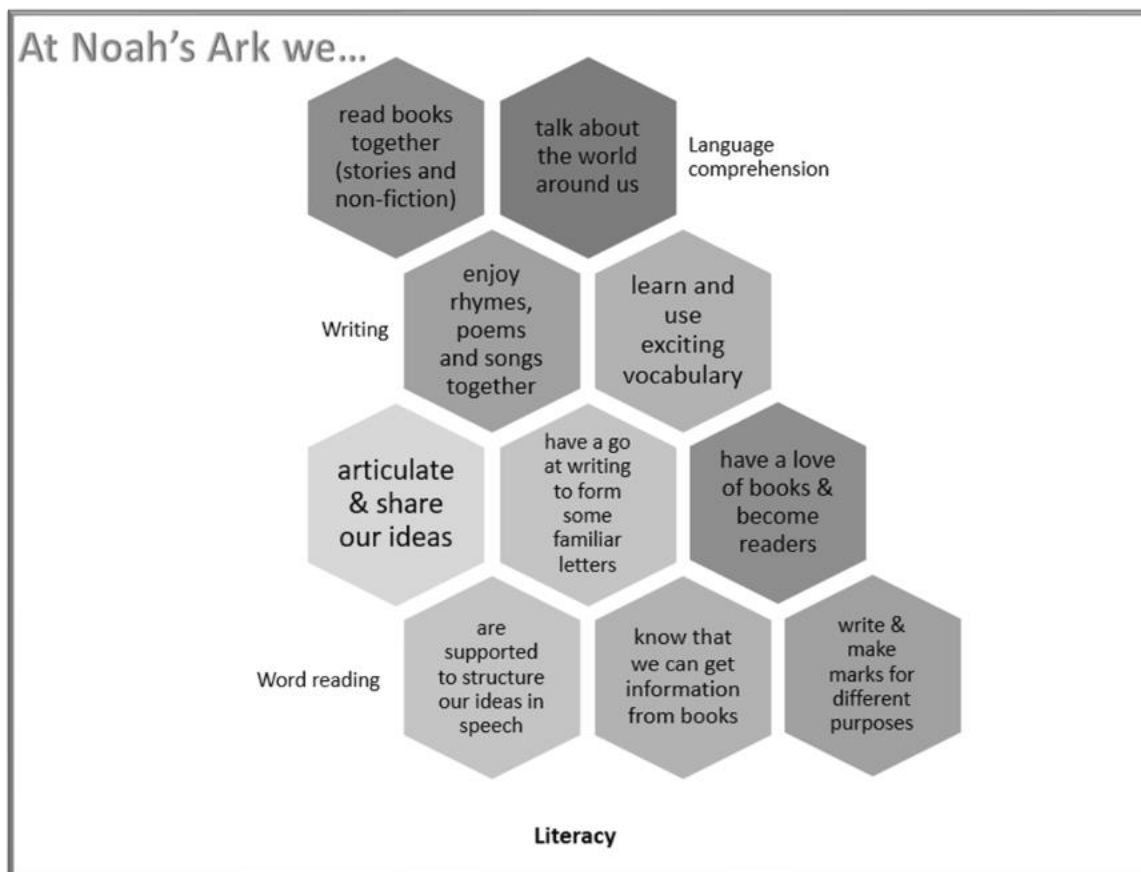 At Noah's Ark we...
read books
together
(stories and
non-fiction)
talk about
the world
around us
Language
comprehension
Writing
enjoy
rhymes,
poems
and songs
together
learn and
use
exciting
vocabulary
articulate
& share
our ideas
have a go
at writing
to form
some
familiar
letters
have a love
of books &
become
readers
Word reading
are
supported
to structure
our ideas in
speech
know that
we can get
information
from books
write &
make
marks for
different
purposes
Literacy